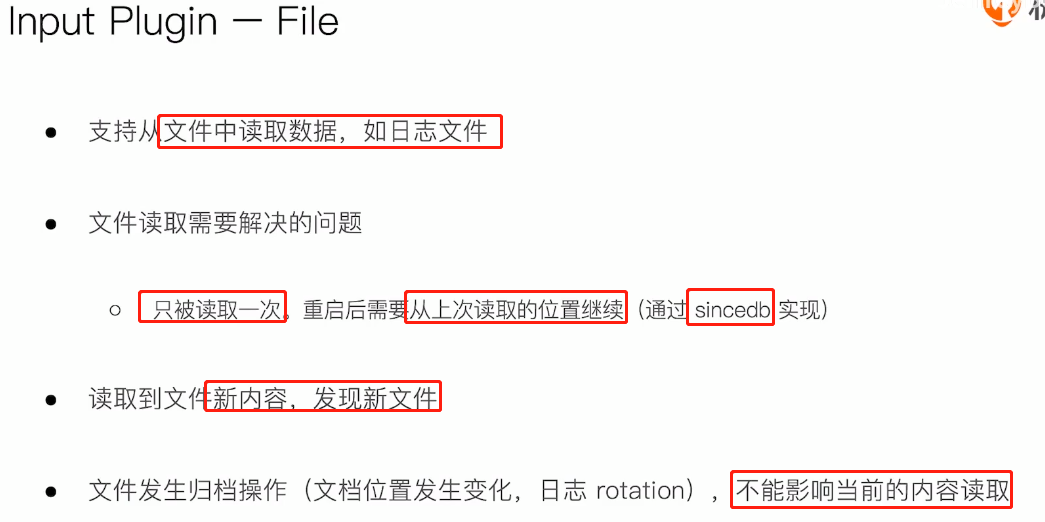 Input Plugin – File
支持从文件中读取数据，如日志文件
文件读取需要解决的问题
只被读取一次。重启后需要从上次读取的位置继续（通过 sincedb 实现）
读取到文件新内容，发现新文件
文件发生归档操作（文档位置发生变化，日志 rotation），不能影响当前的内容读取